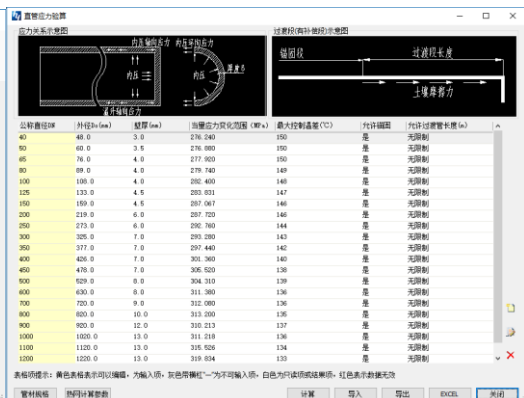 直管应力验算
应力关系示意图
过渡段(有补偿段)示意图
内压轴向应力 内压环向应力
内压
内压
壁厚δ
温升轴向应力
锚固段
过渡段长度
土壤摩擦力
公称直径DN 外径Do(mm) 壁厚(mm) 当量应力变化范围 (MPa) 最大控制温差(℃) 允许锚固 允许过渡管长度(m)
40 48.0 3.0 276.240 150 是 无限制
50 60.0 3.5 276.880 150 是 无限制
65 76.0 4.0 277.920 150 是 无限制
80 89.0 4.0 279.740 149 是 无限制
100 108.0 4.0 282.400 148 是 无限制
125 133.0 4.5 283.831 147 是 无限制
150 159.0 4.5 287.067 146 是 无限制
200 219.0 6.0 287.720 146 是 无限制
250 273.0 6.0 292.760 144 是 无限制
300 325.0 7.0 293.280 143 是 无限制
350 377.0 7.0 297.440 142 是 无限制
400 426.0 7.0 301.360 140 是 无限制
450 478.0 7.0 305.520 138 是 无限制
500 529.0 8.0 304.310 139 是 无限制
600 630.0 8.0 311.380 136 是 无限制
700 720.0 9.0 312.080 136 是 无限制
800 820.0 10.0 313.200 135 是 无限制
900 920.0 12.0 310.213 137 是 无限制
1000 1020.0 13.0 311.218 136 是 无限制
1100 1120.0 13.0 315.526 134 是 无限制
1200 1220.0 13.0 319.834 133 是 无限制
表格项提示: 黄色表格表示可以编辑, 为输入项, 灰色带横杠"—"为不可输入项, 白色为只读项或结果项, 红色表示数据无效
管材规格 热网计算参数 计算 导入 导出 EXCEL 关闭